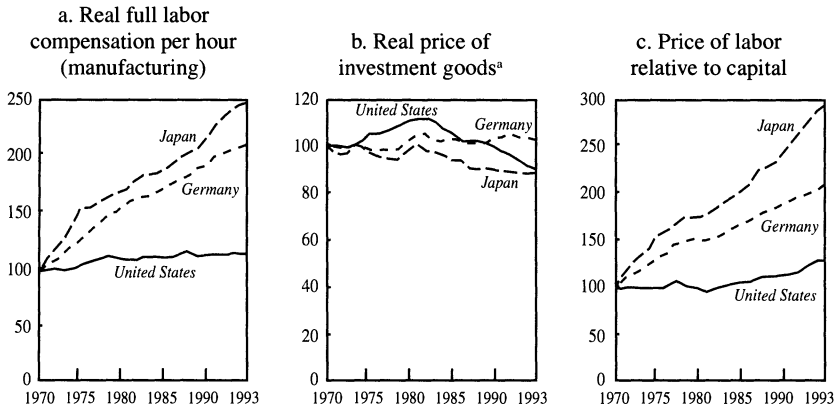 a. Real full labor
compensation per hour
(manufacturing)
250
200
150
100
50
0
Japan
Germany
United States
1970 1975 1980 1985 1990 1993
b. Real price of
investment goodsᵃ
120
100
80
60
40
20
0
United States
Germany
Japan
1970 1975 1980 1985 1990 1993
c. Price of labor
relative to capital
300
250
200
150
100
50
0
Japan
Germany
United States
1970 1975 1980 1985 1990 1993